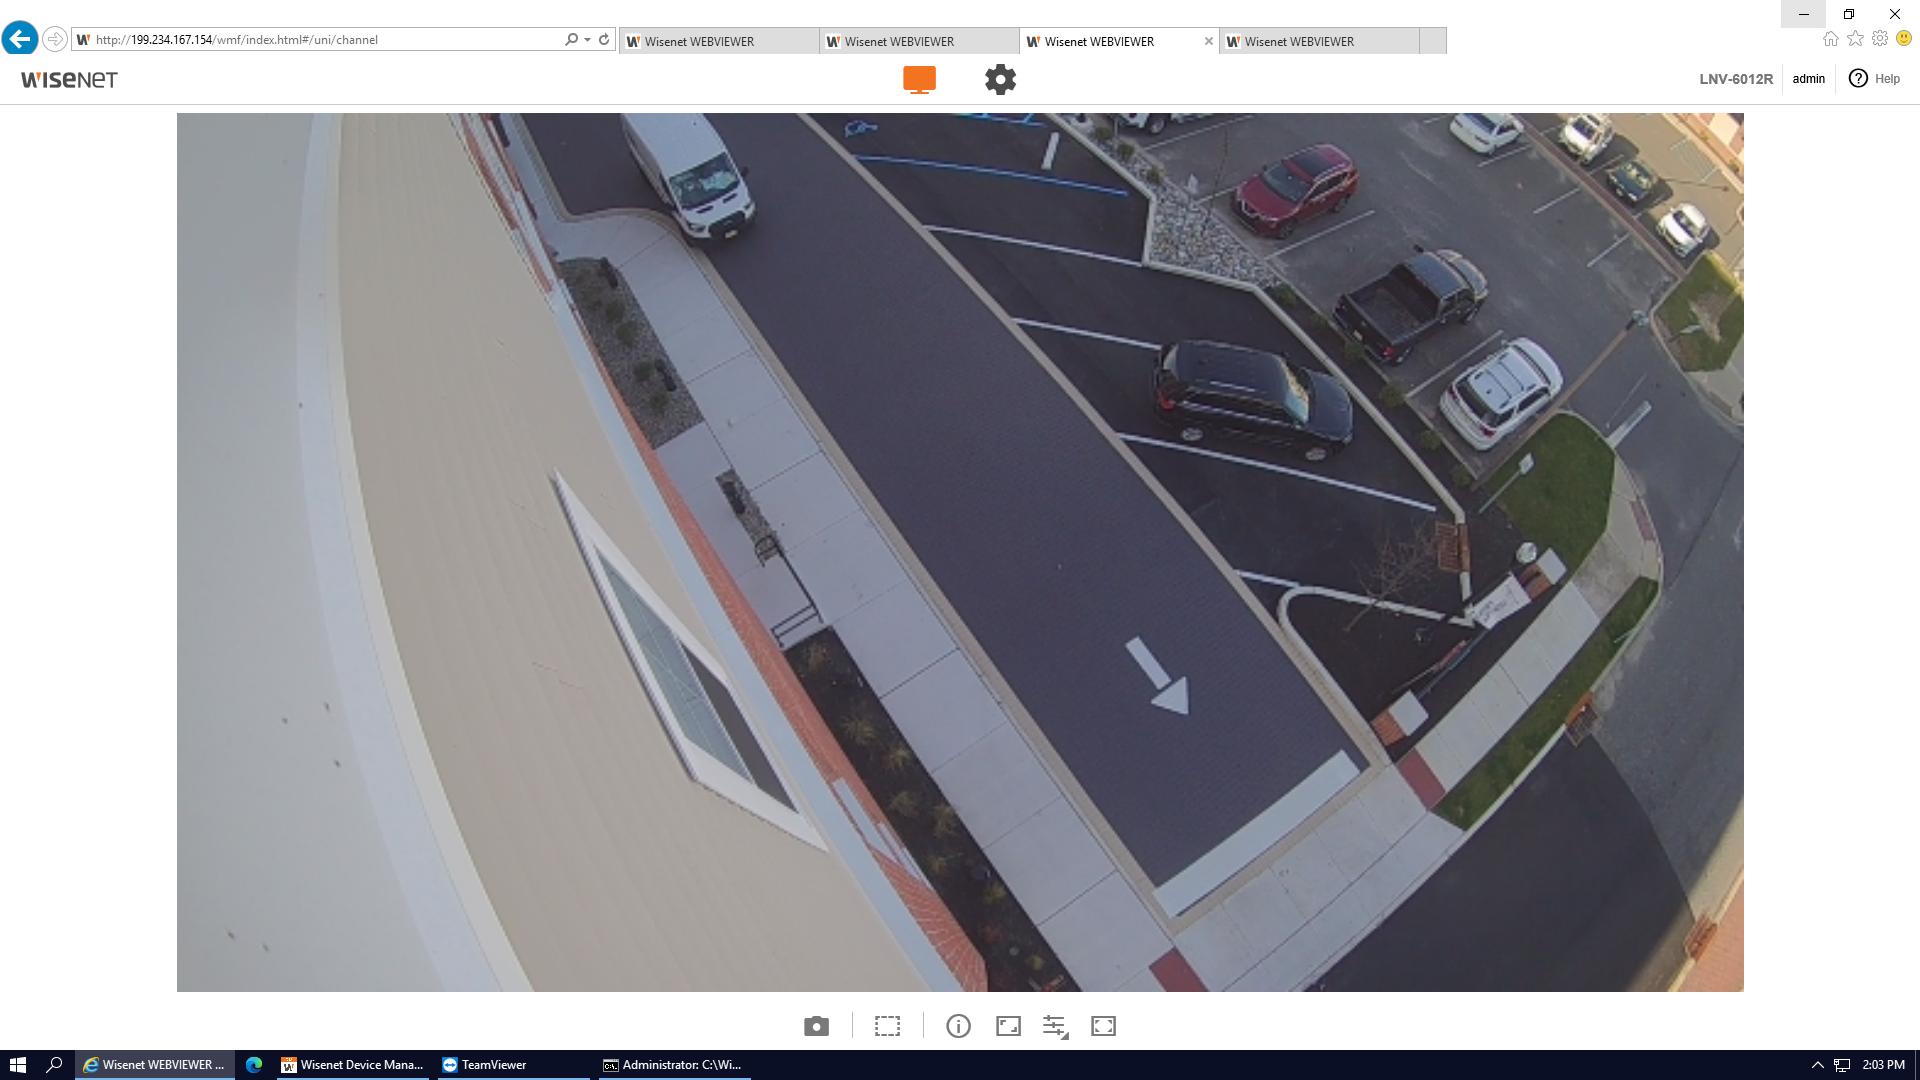 http://199.234.167.154/wmf/index.html#/uni/channel
Wisenet WEBVIEWER
Wisenet WEBVIEWER
Wisenet WEBVIEWER
Wisenet WEBVIEWER
WISENET
LNV-6012R
admin
Help
Wisenet WEBVIEWER ...
Wisenet Device Mana...
TeamViewer
Administrator: C:\Wi...
2:03 PM